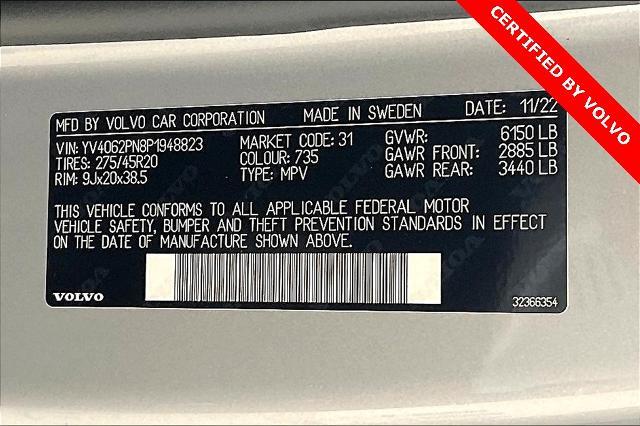 CERTIFIED BY VOLVO
MFD BY VOLVO CAR CORPORATION MADE IN SWEDEN DATE: 11/22
VIN: YV4062PN8P1948823 MARKET CODE: 31 GVWR: 6150 LB
TIRES: 275/45R20 COLOUR: 735 GAWR FRONT: 2885 LB
RIM: 9Jx20x38.5 TYPE: MPV GAWR REAR: 3440 LB
THIS VEHICLE CONFORMS TO ALL APPLICABLE FEDERAL MOTOR
VEHICLE SAFETY, BUMPER AND THEFT PREVENTION STANDARDS IN EFFECT
ON THE DATE OF MANUFACTURE SHOWN ABOVE.
VOLVO 32366354